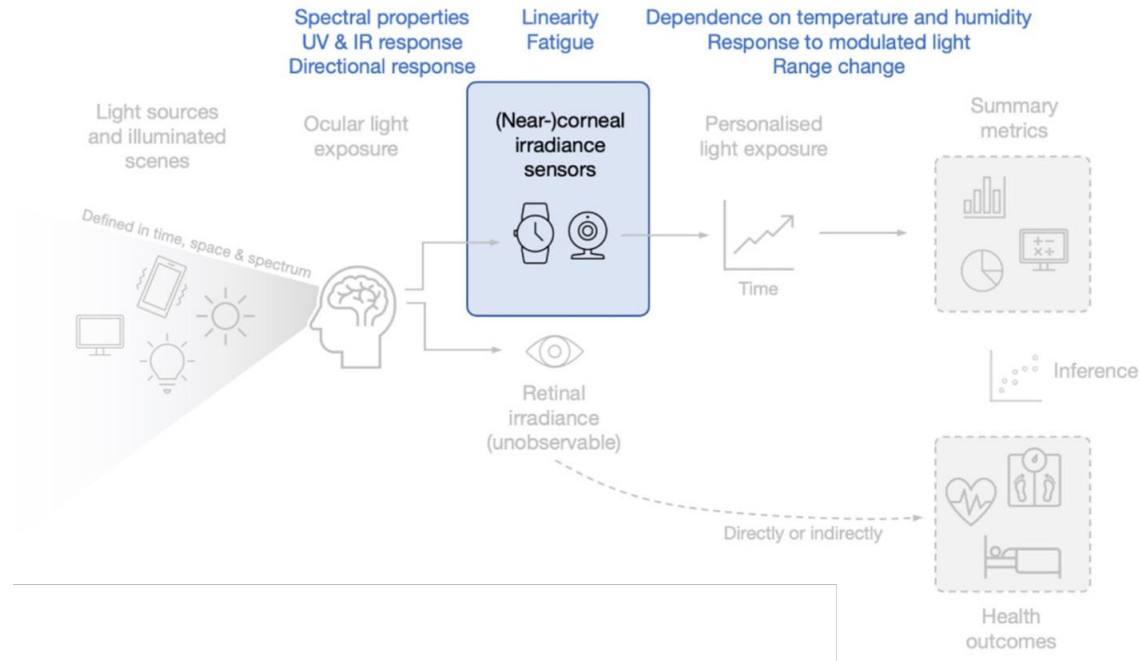 Spectral properties
UV & IR response
Directional response
Linearity
Fatigue
Dependence on temperature and humidity
Response to modulated light
Range change
Light sources
and illuminated
scenes
Ocular light
exposure
(Near-)corneal
irradiance
sensors
Personalised
light exposure
Summary
metrics
Defined in time, space & spectrum
Time
Retinal
irradiance
(unobservable)
Inference
Directly or indirectly
Health
outcomes